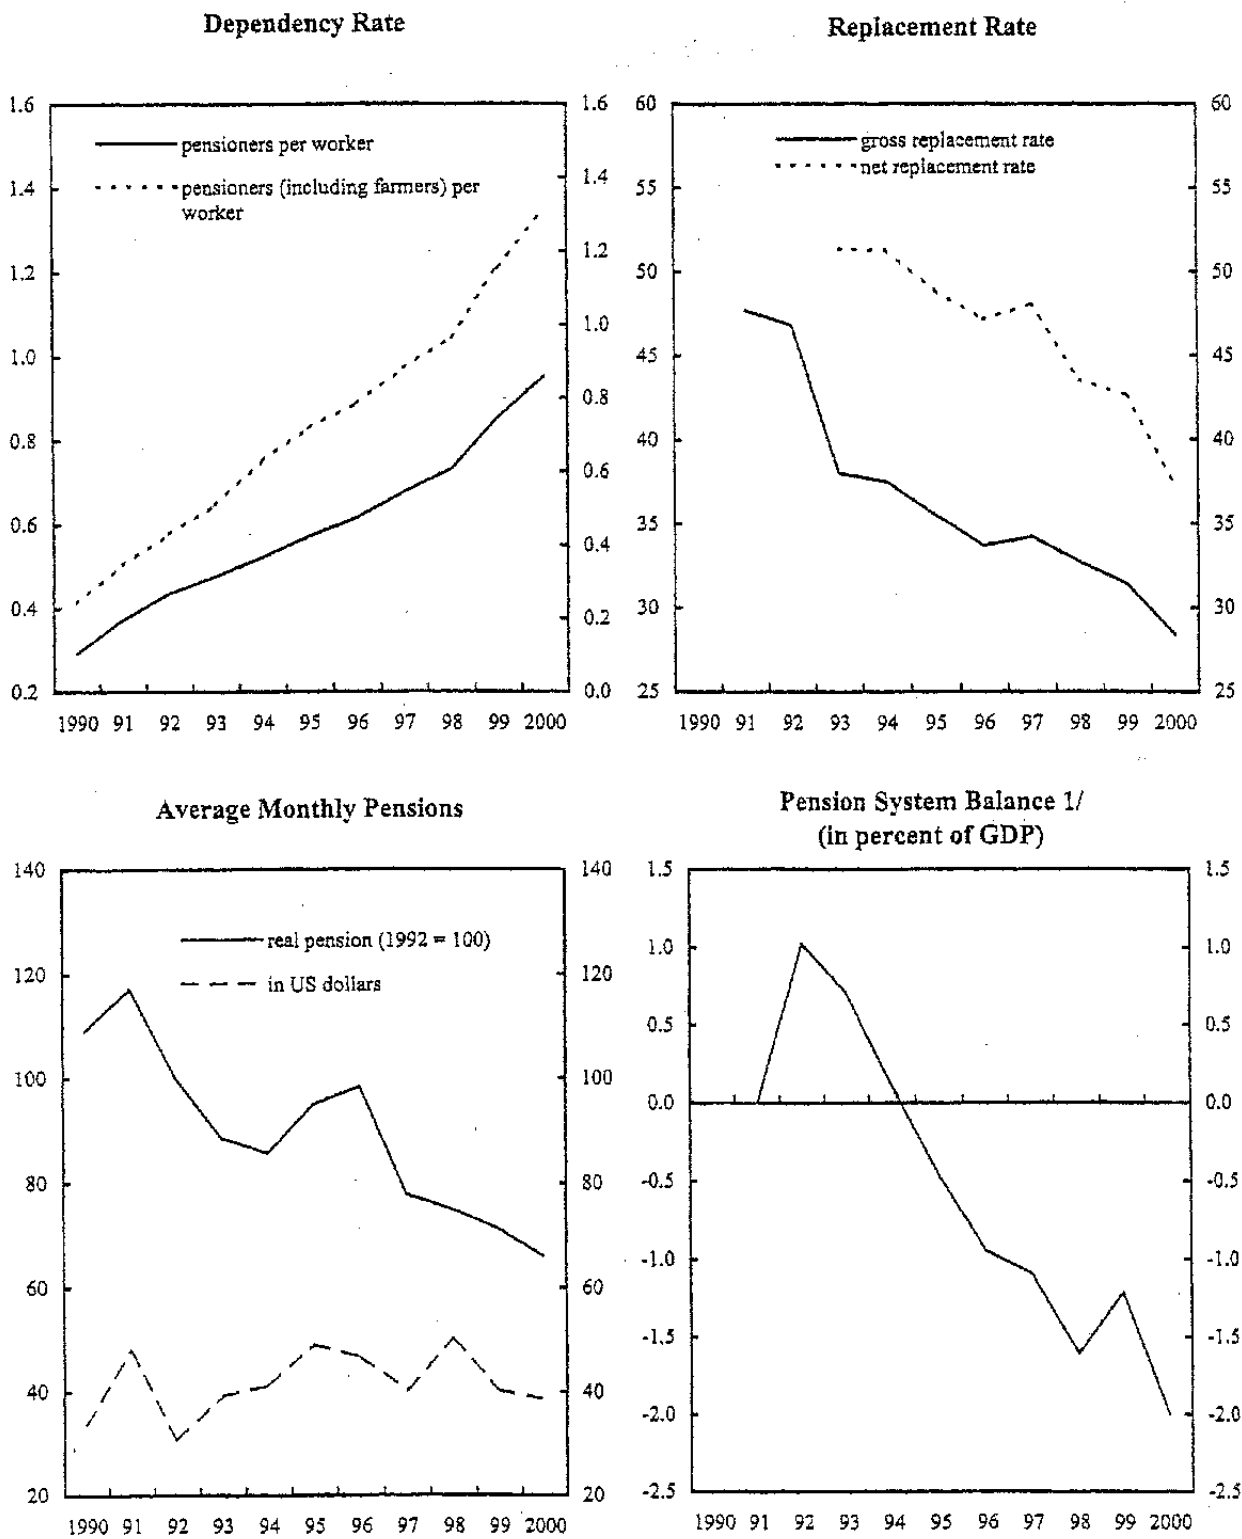 Dependency Rate
1.6 1.6
pensioners per worker
1.4 1.4
pensioners (including farmers) per
worker
1.2 1.2
1.0 1.0
0.8 0.8
0.6 0.6
0.4 0.4
0.2
0.2 0.0
1990 91 92 93 94 95 96 97 98 99 2000
Replacement Rate
60 60
gross replacement rate
net replacement rate
55 55
50 50
45 45
40 40
35 35
30 30
25 25
1990 91 92 93 94 95 96 97 98 99 2000
Average Monthly Pensions
140 140
real pension (1992 = 100)
120 120
in US dollars
100 100
80 80
60 60
40 40
20 20
1990 91 92 93 94 95 96 97 98 99 2000
Pension System Balance 1/
(in percent of GDP)
1.5 1.5
1.0 1.0
0.5 0.5
0.0 0.0
-0.5 -0.5
-1.0 -1.0
-1.5 -1.5
-2.0 -2.0
-2.5 -2.5
1990 91 92 93 94 95 96 97 98 99 2000